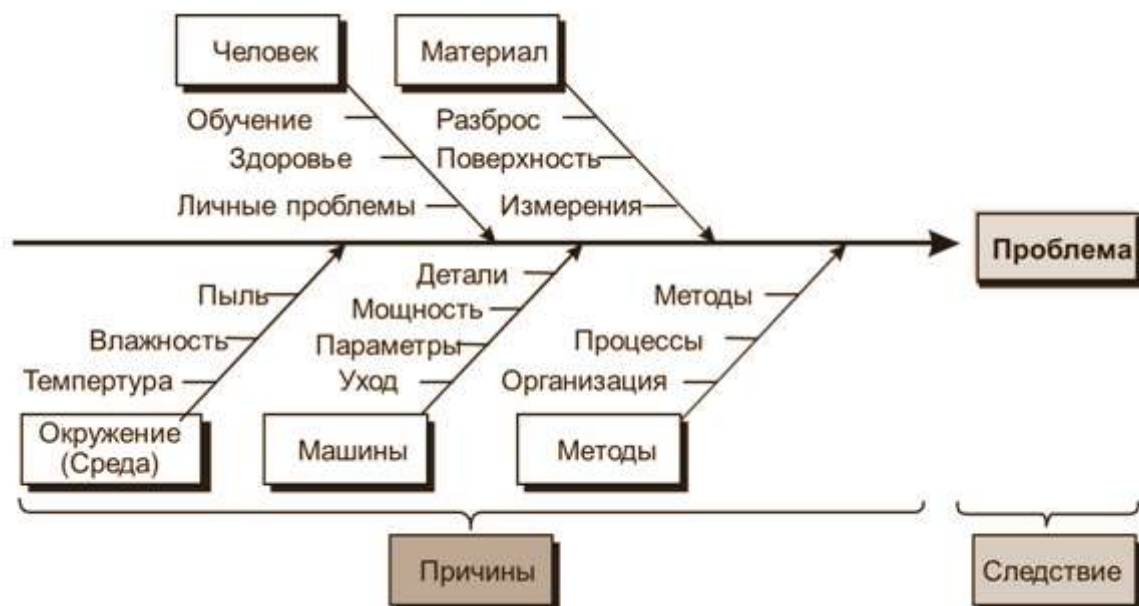 Человек
Материал
Обучение
Разброс
Здоровье
Поверхность
Личные проблемы
Измерения
Проблема
Детали
Пыль
Мощность
Методы
Влажность
Параметры
Процессы
Темпертура
Уход
Организация
Окружение
(Среда)
Машины
Методы
Причины
Следствие